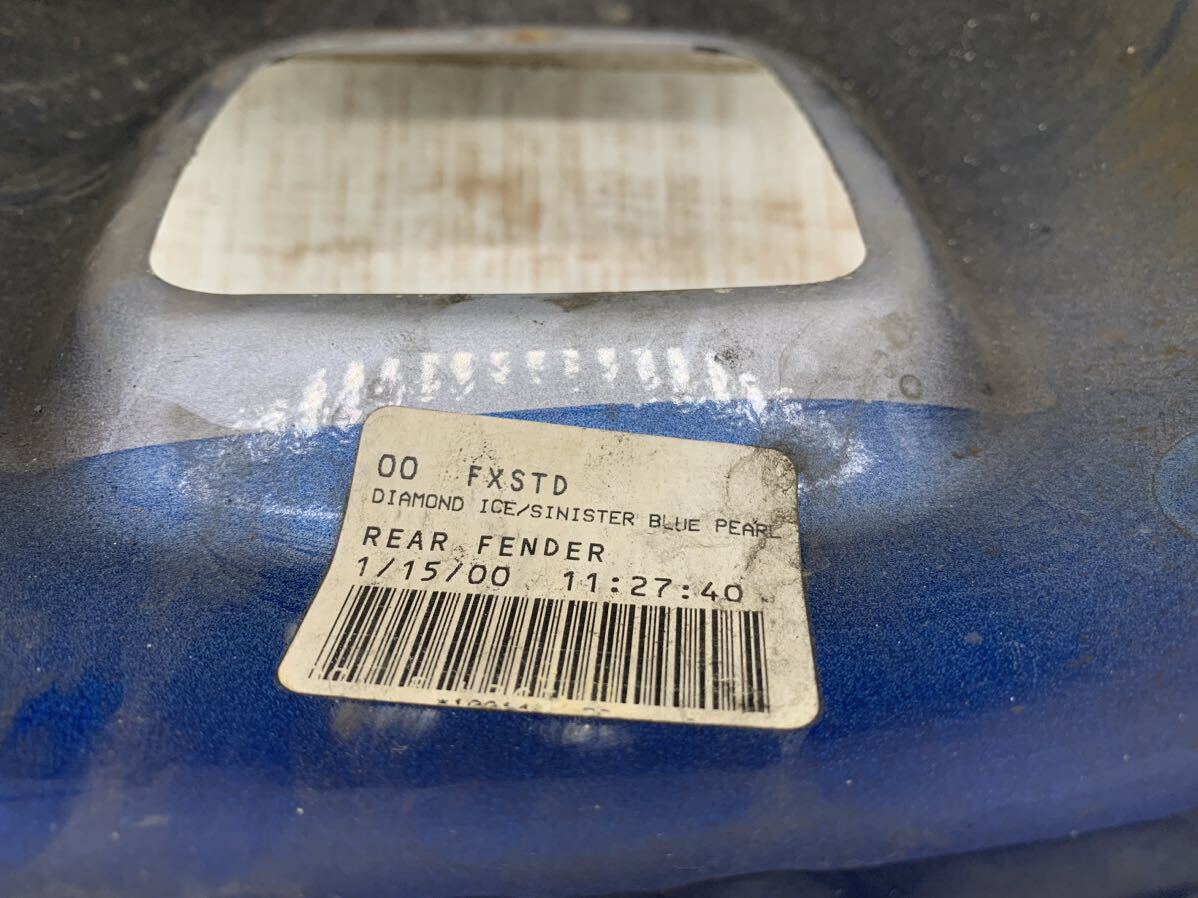 00 FXSTD
DIAMOND ICE/SINISTER BLUE PEARL
REAR FENDER
1/15/00 11:27:40